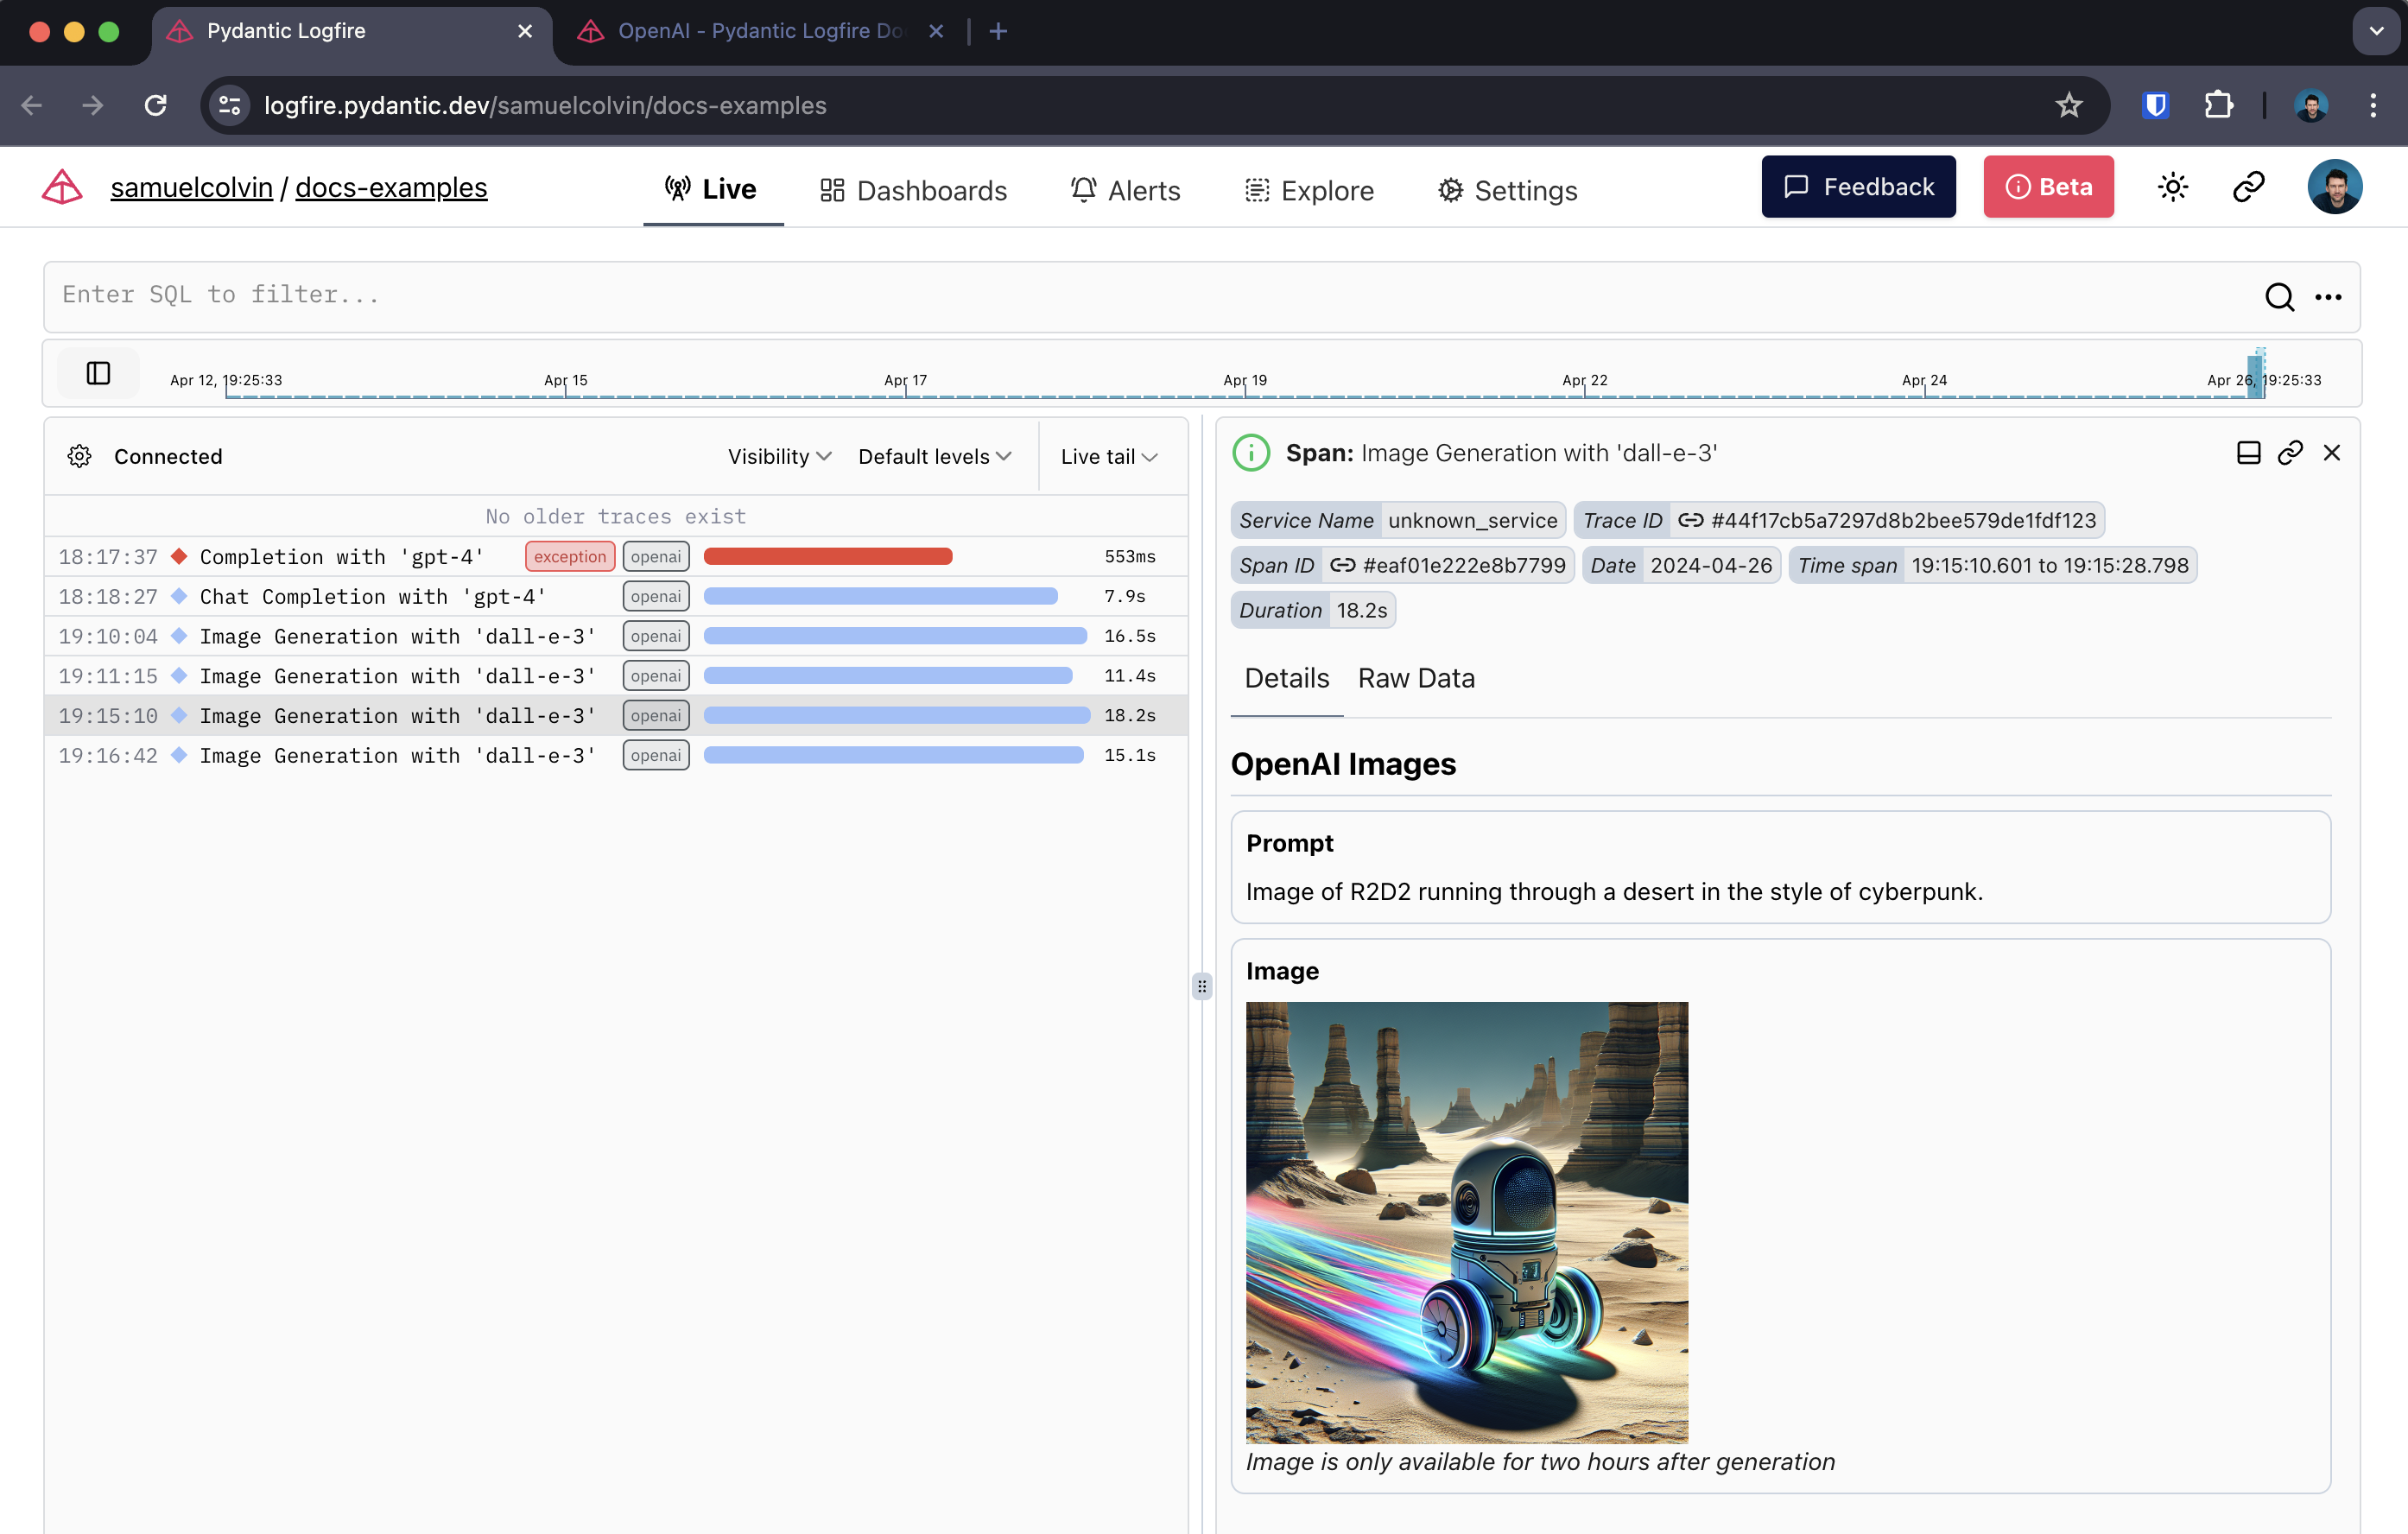 Pydantic Logfire
OpenAI - Pydantic Logfire Do
logfire.pydantic.dev/samuelcolvin/docs-examples
samuelcolvin / docs-examples
Live
Dashboards
Alerts
Explore
Settings
Feedback
Beta
Enter SQL to filter...
Apr 12, 19:25:33
Apr 15
Apr 17
Apr 19
Apr 22
Apr 24
Apr 26, 19:25:33
Connected
Visibility
Default levels
Live tail
No older traces exist
18:17:37 Completion with 'gpt-4' exception openai 553ms
18:18:27 Chat Completion with 'gpt-4' openai 7.9s
19:10:04 Image Generation with 'dall-e-3' openai 16.5s
19:11:15 Image Generation with 'dall-e-3' openai 11.4s
19:15:10 Image Generation with 'dall-e-3' openai 18.2s
19:16:42 Image Generation with 'dall-e-3' openai 15.1s
Span: Image Generation with 'dall-e-3'
Service Name unknown_service Trace ID #44f17cb5a7297d8b2bee579de1fdf123
Span ID #eaf01e222e8b7799 Date 2024-04-26 Time span 19:15:10.601 to 19:15:28.798
Duration 18.2s
Details
Raw Data
OpenAI Images
Prompt
Image of R2D2 running through a desert in the style of cyberpunk.
Image
Image is only available for two hours after generation